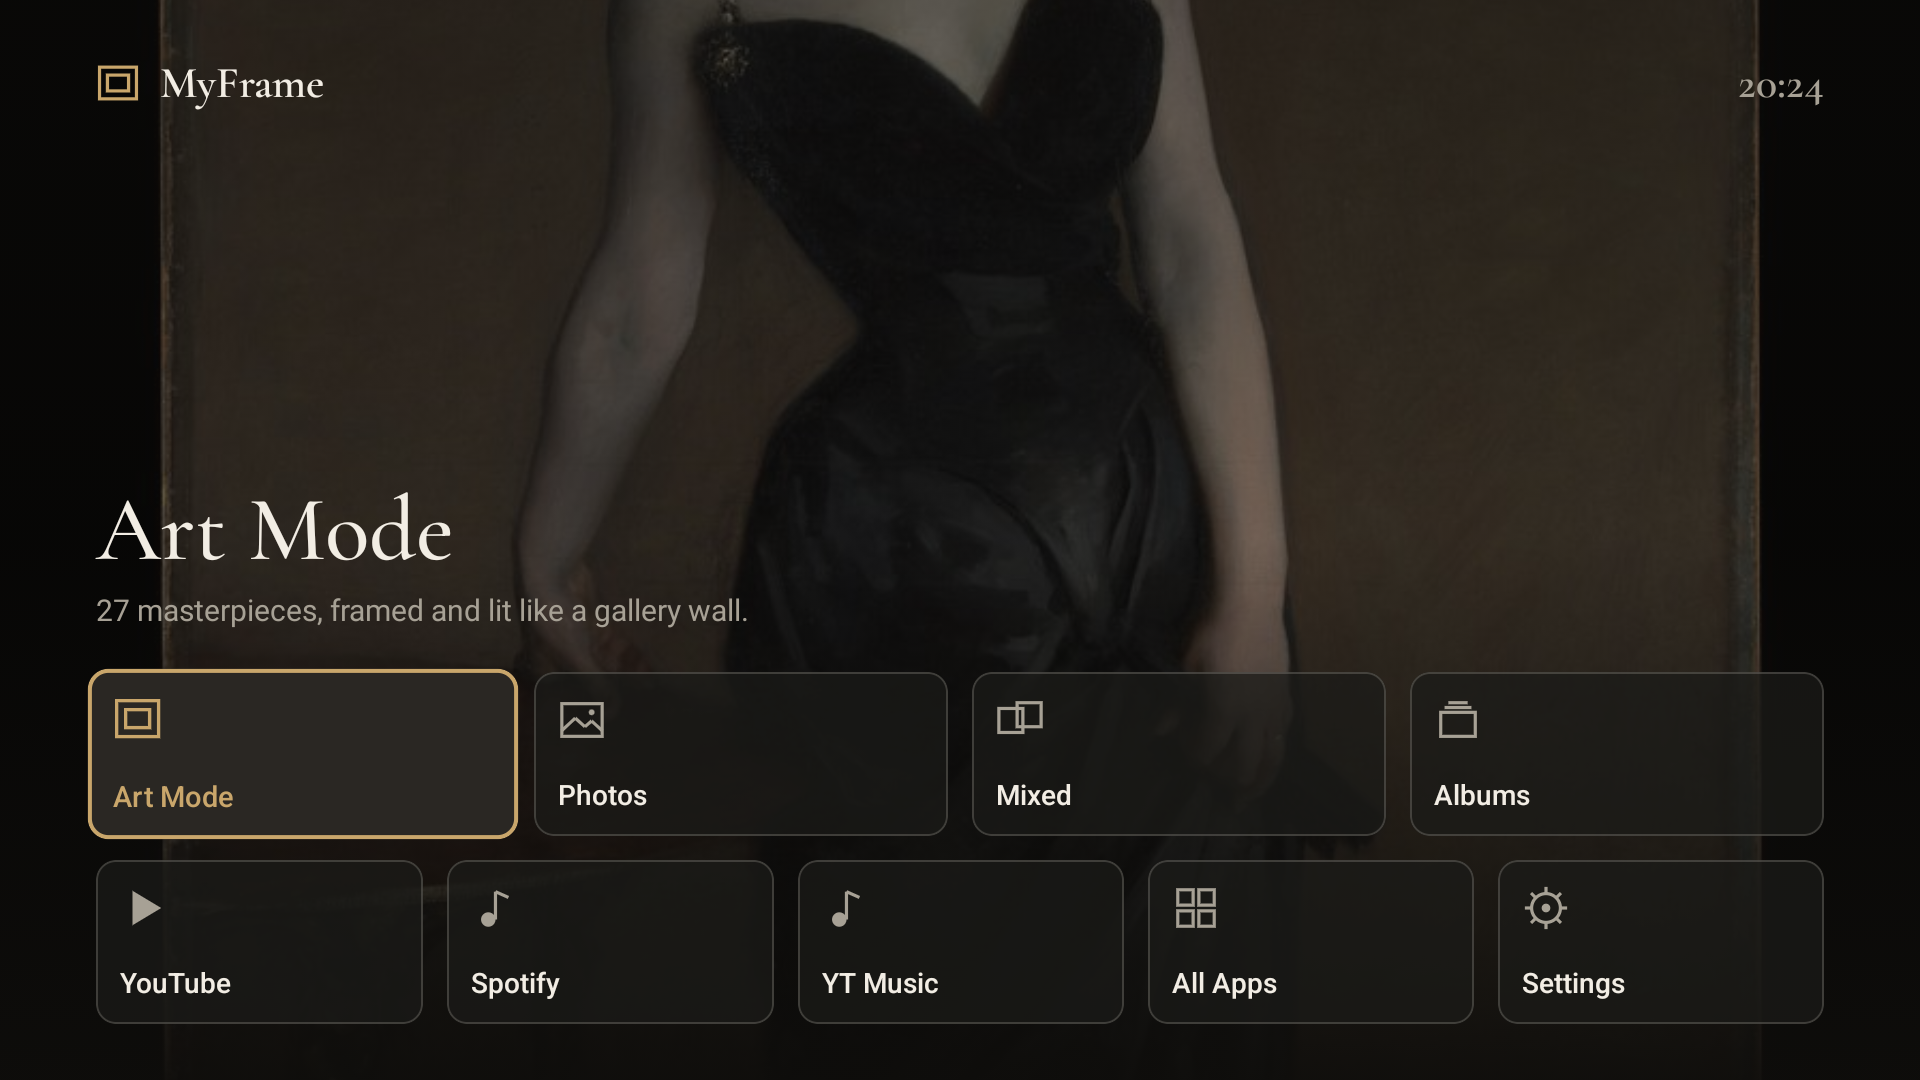 MyFrame
20:24
Art Mode
27 masterpieces, framed and lit like a gallery wall.
Art Mode
Photos
Mixed
Albums
YouTube
Spotify
YT Music
All Apps
Settings